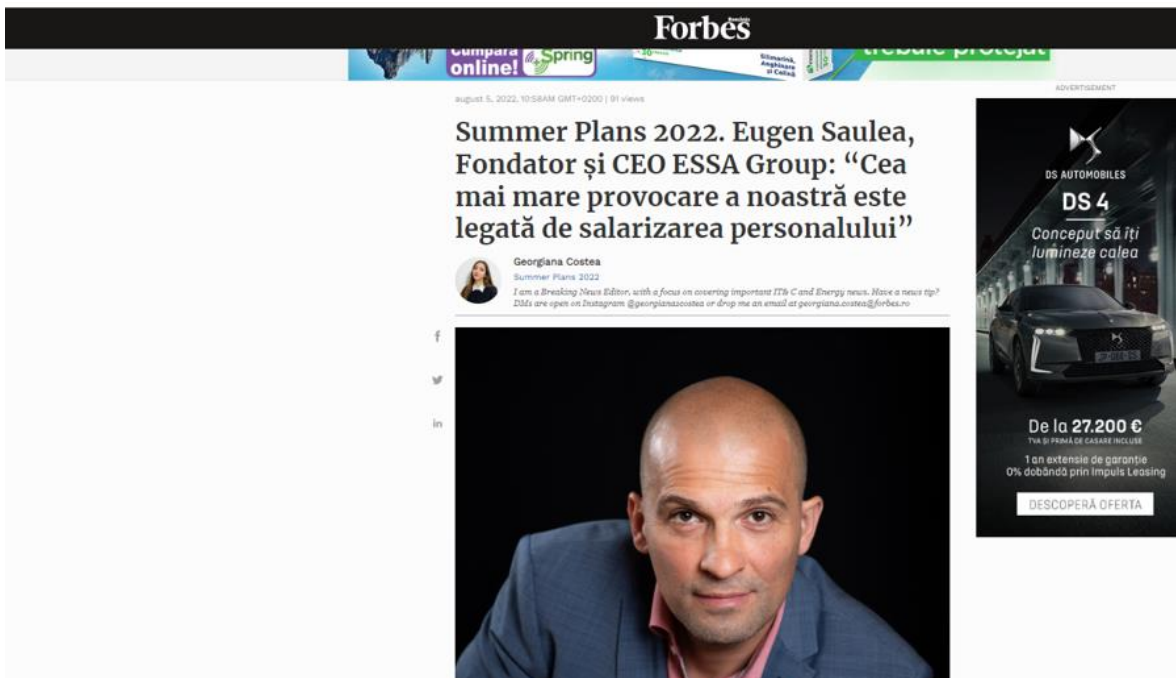 Forbes
România
Cumpără
online!
Spring
Silimarină,
Anghinare
și Colină
trebuie protejat
august 5, 2022, 10:58AM GMT+0200 | 91 views
ADVERTISEMENT
Summer Plans 2022. Eugen Saulea,
Fondator și CEO ESSA Group: “Cea
mai mare provocare a noastră este
legată de salarizarea personalului”
Georgiana Costea
Summer Plans 2022
I am a Breaking News Editor, with a focus on covering important IT& C and Energy news. Have a news tip?
DMs are open on Instagram @georgianascostea or drop me an email at georgiana.costea@forbes.ro
f
in
DS AUTOMOBILES
DS 4
Conceput să îți
lumineze calea
De la 27.200 €
TVA ȘI PRIMĂ DE CASARE INCLUSE
1 an extensie de garanție
0% dobândă prin Impuls Leasing
DESCOPERĂ OFERTA